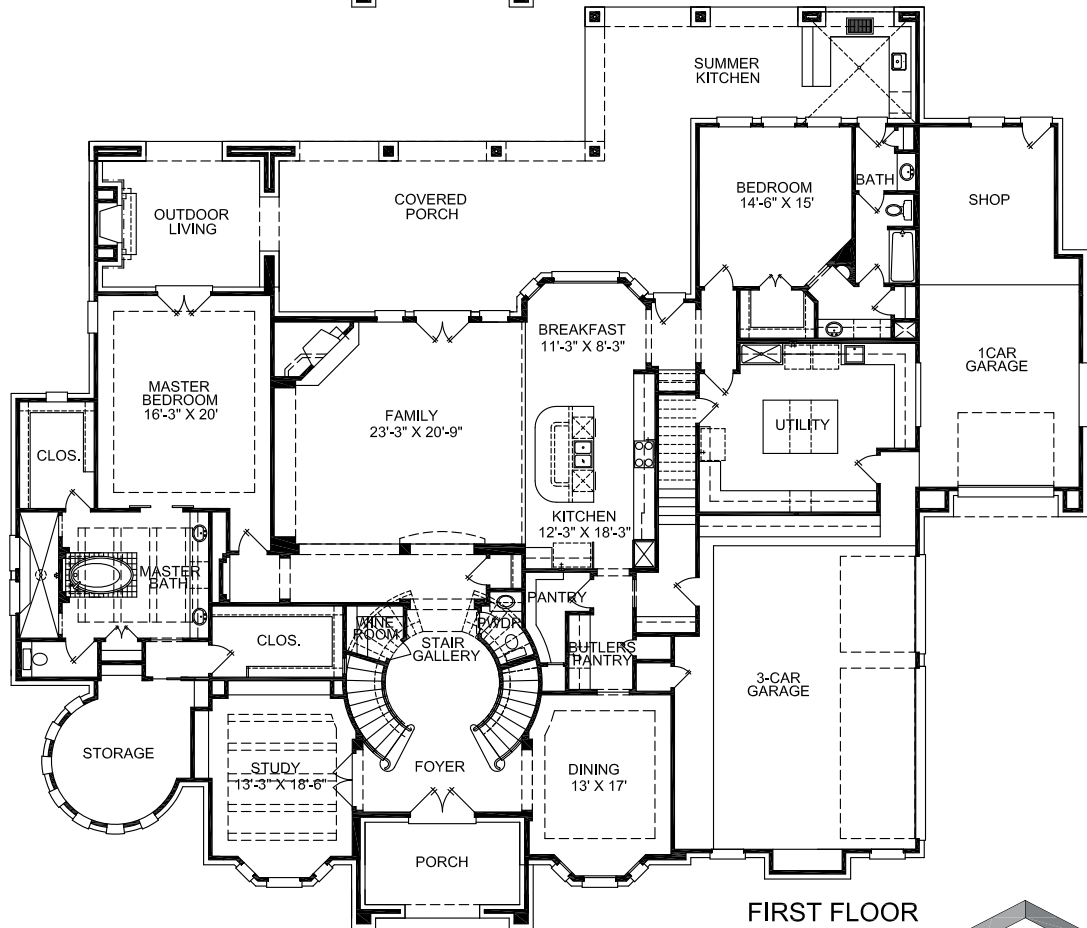 SUMMER
KITCHEN
BEDROOM
14'-6" X 15'
BATH
SHOP
COVERED
PORCH
OUTDOOR
LIVING
BREAKFAST
11'-3" X 8'-3"
1CAR
GARAGE
MASTER
BEDROOM
16'-3" X 20'
FAMILY
23'-3" X 20'-9"
UTILITY
CLOS.
KITCHEN
12'-3" X 18'-3"
MASTER
BATH
PANTRY
WINE
ROOM
PWDR
CLOS.
STAIR
GALLERY
BUTLERS
PANTRY
3-CAR
GARAGE
STORAGE
STUDY
13'-3" X 18'-6"
FOYER
DINING
13' X 17'
PORCH
FIRST FLOOR